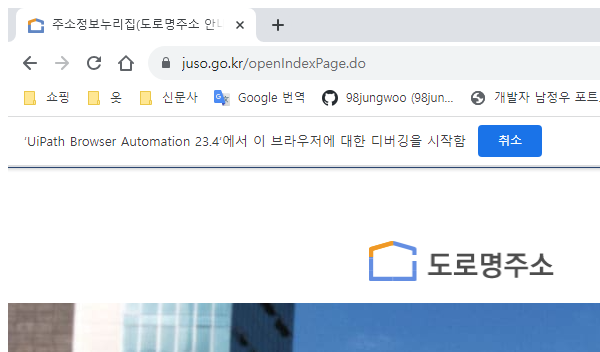 주소정보누리집(도로명주소 안ㄴ
juso.go.kr/openIndexPage.do
쇼핑 옷 신문사 Google 번역 98jungwoo (98jun... 개발자 남정우 포트
'UiPath Browser Automation 23.4'에서 이 브라우저에 대한 디버깅을 시작함 취소
도로명주소